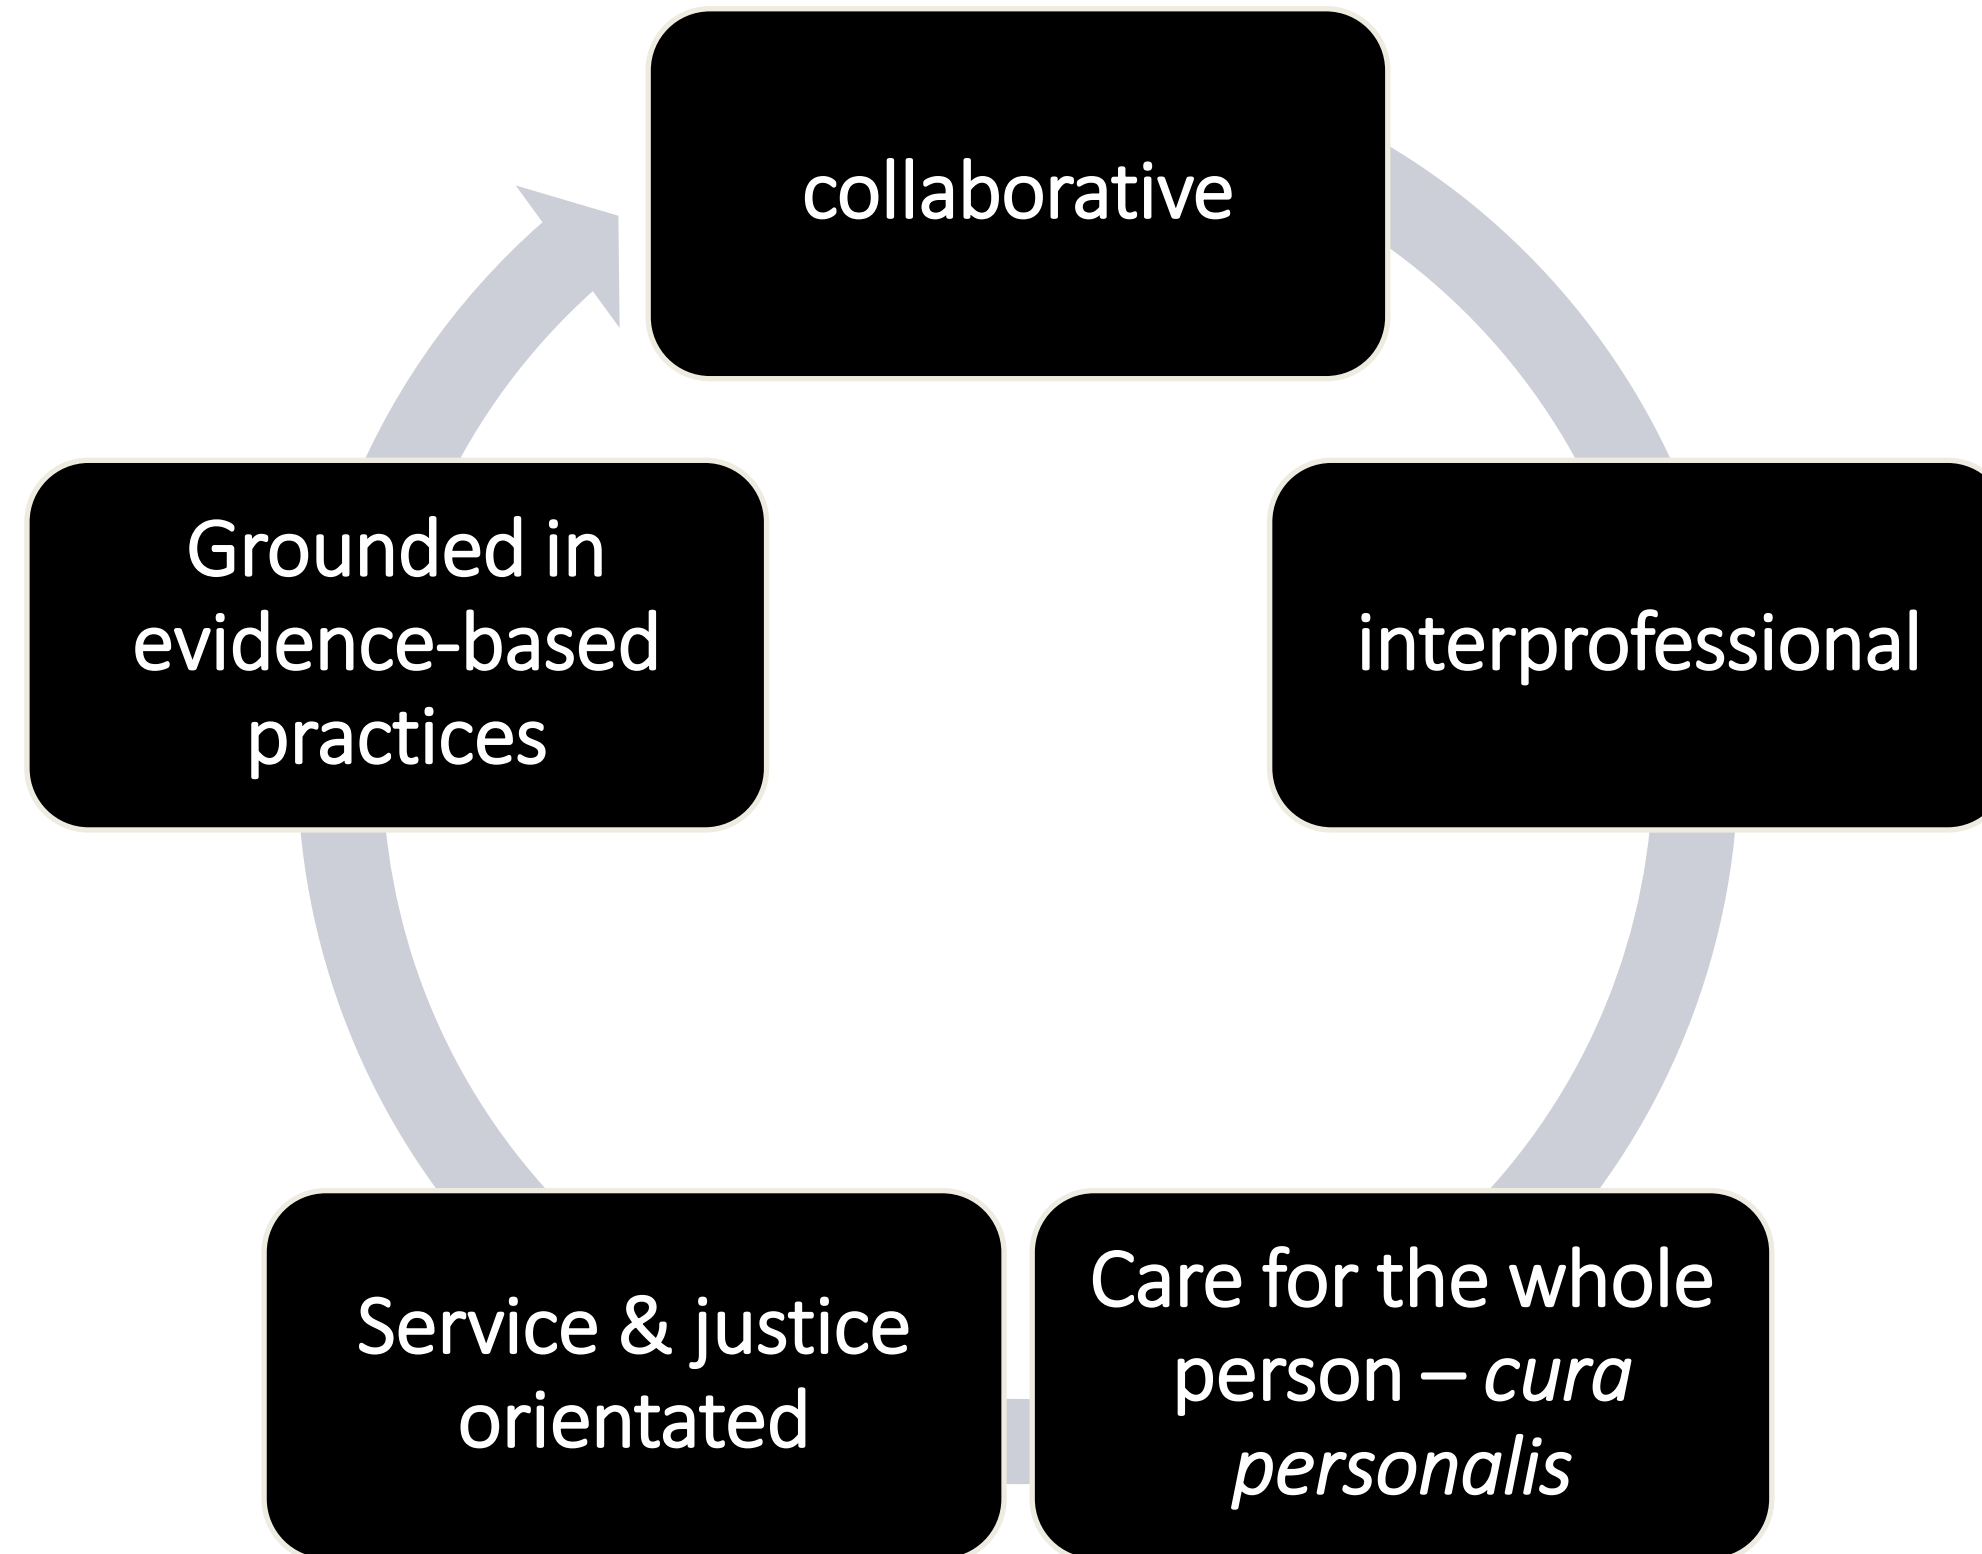 collaborative
interprofessional
Care for the whole
person – cura
personalis
Service & justice
orientated
Grounded in
evidence-based
practices